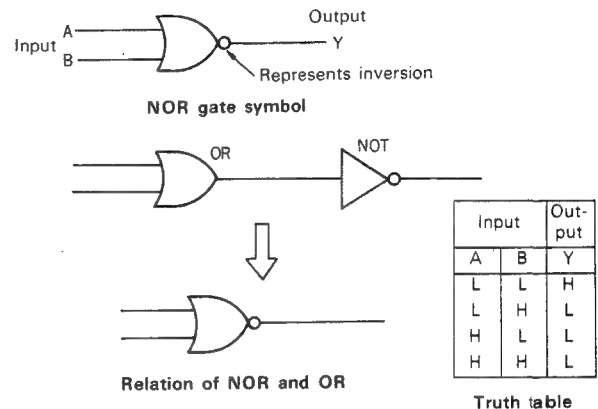 Output
Input A
B
Y
Represents inversion
NOR gate symbol
OR
NOT
Input
Out-
put
A B Y
L L H
L H L
H L L
H H L
Relation of NOR and OR
Truth table